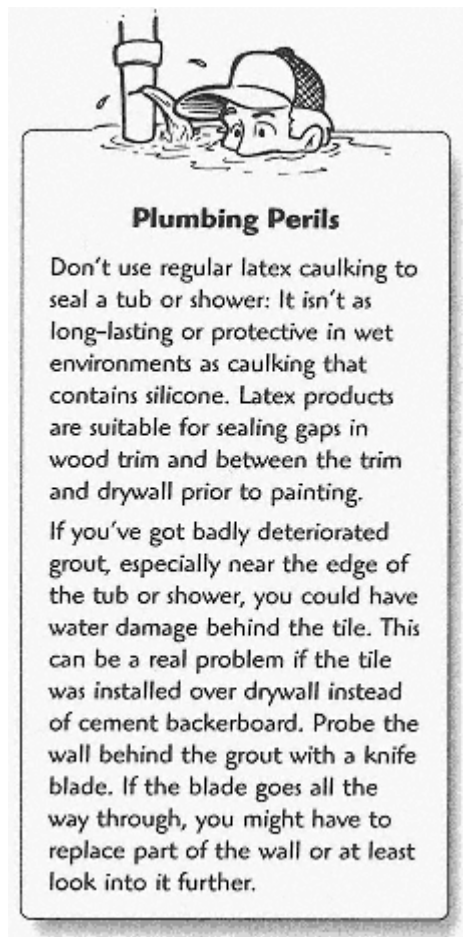 Plumbing Perils
Don't use regular latex caulking to
seal a tub or shower: It isn't as
long-lasting or protective in wet
environments as caulking that
contains silicone. Latex products
are suitable for sealing gaps in
wood trim and between the trim
and drywall prior to painting.
If you've got badly deteriorated
grout, especially near the edge of
the tub or shower, you could have
water damage behind the tile. This
can be a real problem if the tile
was installed over drywall instead
of cement backerboard. Probe the
wall behind the grout with a knife
blade. If the blade goes all the
way through, you might have to
replace part of the wall or at least
look into it further.